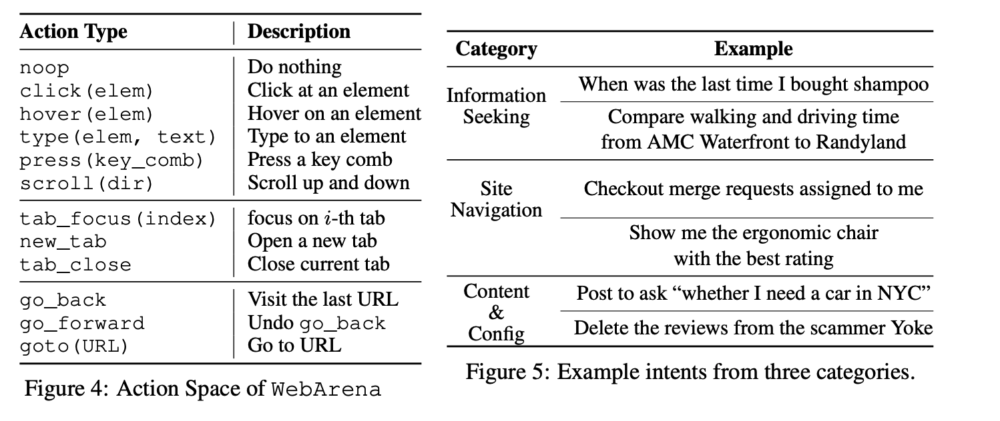 Action Type Description
noop Do nothing
click(elem) Click at an element
hover(elem) Hover on an element
type(elem, text) Type to an element
press(key_comb) Press a key comb
scroll(dir) Scroll up and down
tab_focus(index) focus on i-th tab
new_tab Open a new tab
tab_close Close current tab
go_back Visit the last URL
go_forward Undo go_back
goto(URL) Go to URL
Figure 4: Action Space of WebArena
Category Example
Information
Seeking
When was the last time I bought shampoo
Compare walking and driving time
from AMC Waterfront to Randyland
Site
Navigation
Checkout merge requests assigned to me
Show me the ergonomic chair
with the best rating
Content
&
Config
Post to ask “whether I need a car in NYC”
Delete the reviews from the scammer Yoke
Figure 5: Example intents from three categories.